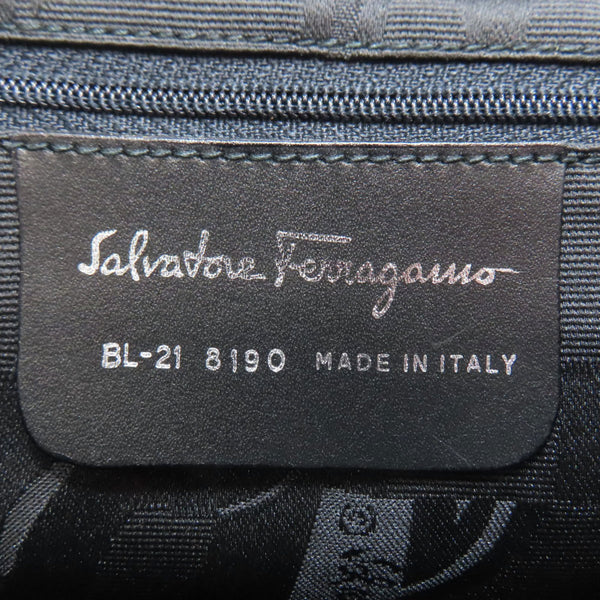 Salvatore Ferragamo
BL-21 8190 MADE IN ITALY